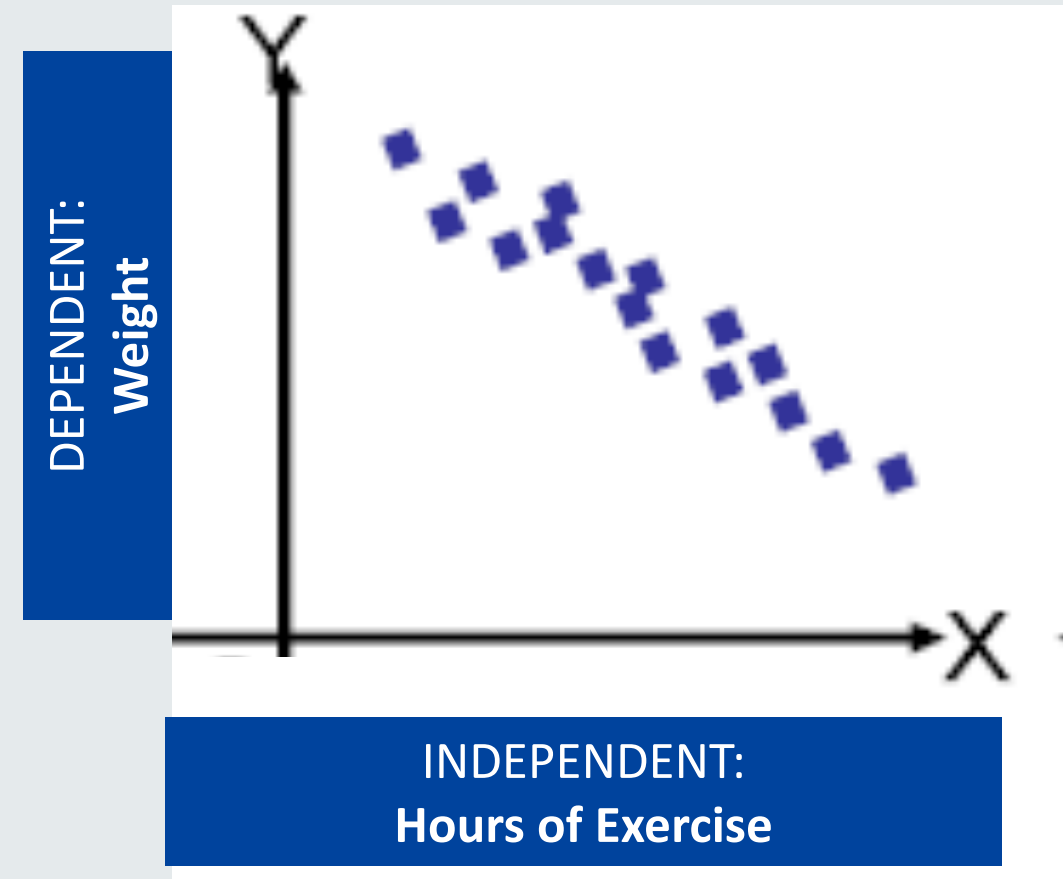 Y
DEPENDENT:
Weight
X
INDEPENDENT:
Hours of Exercise